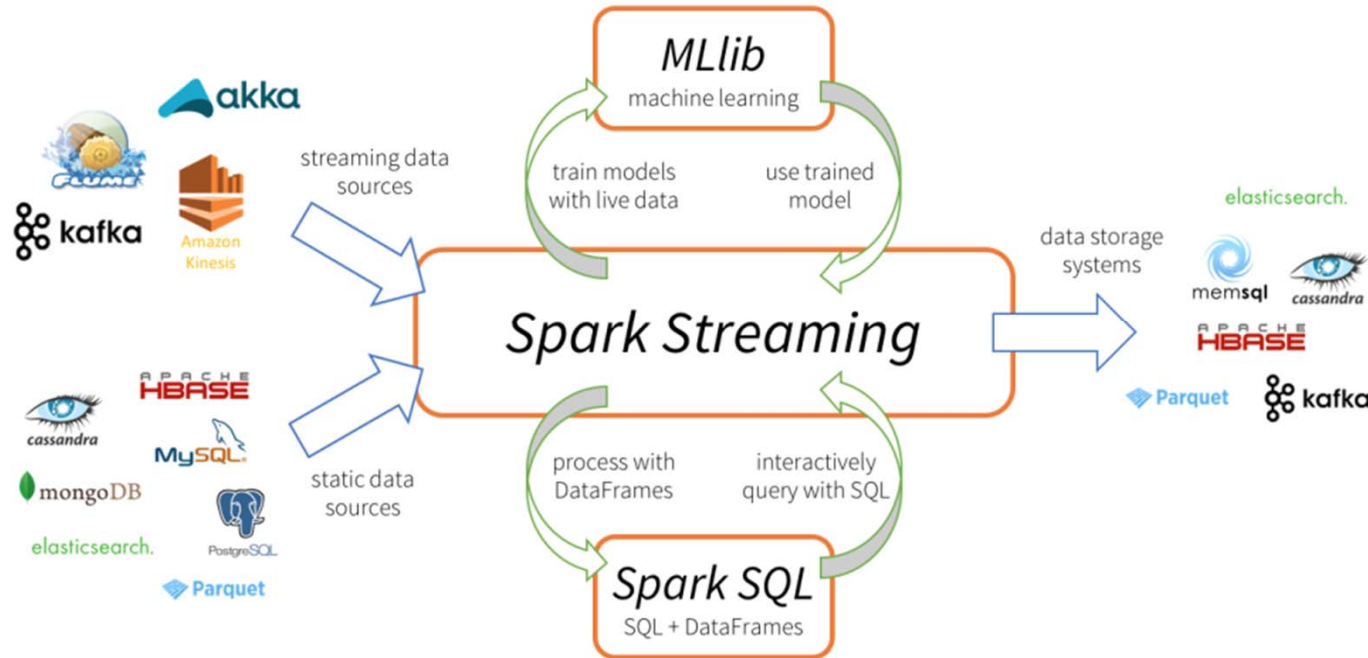 MLlib
machine learning
akka
FLUME
streaming data
sources
train models
with live data
use trained
model
kafka
Amazon
Kinesis
elasticsearch.
data storage
systems
memsql
cassandra
Spark Streaming
APACHE
HBASE
APACHE
HBASE
cassandra
MySQL®
Parquet
kafka
process with
DataFrames
interactively
query with SQL
static data
sources
mongoDB
PostgreSQL
elasticsearch.
Parquet
Spark SQL
SQL + DataFrames